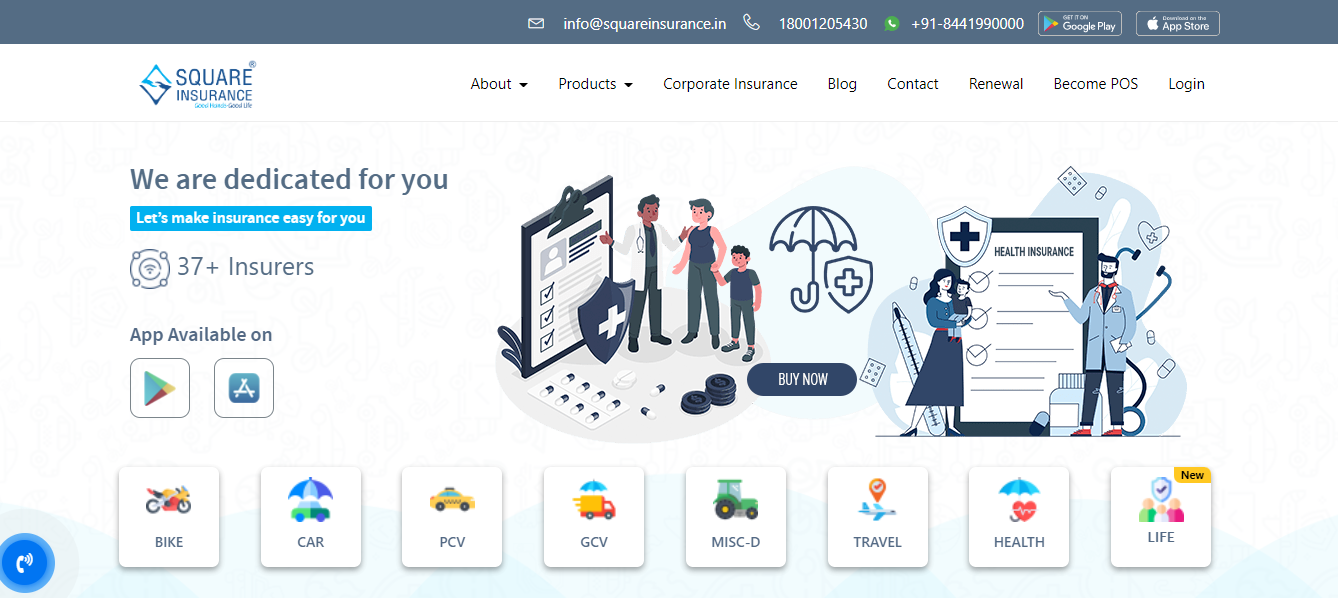 info@squareinsurance.in 18001205430 +91-8441990000 GET IT ON Google Play Download on the App Store
SQUARE®
INSURANCE
Good Hands-Good Life
About Products Corporate Insurance Blog Contact Renewal Become POS Login
We are dedicated for you
Let's make insurance easy for you
37+ Insurers
App Available on
HEALTH INSURANCE
BUY NOW
New
BIKE CAR PCV GCV MISC-D TRAVEL HEALTH LIFE